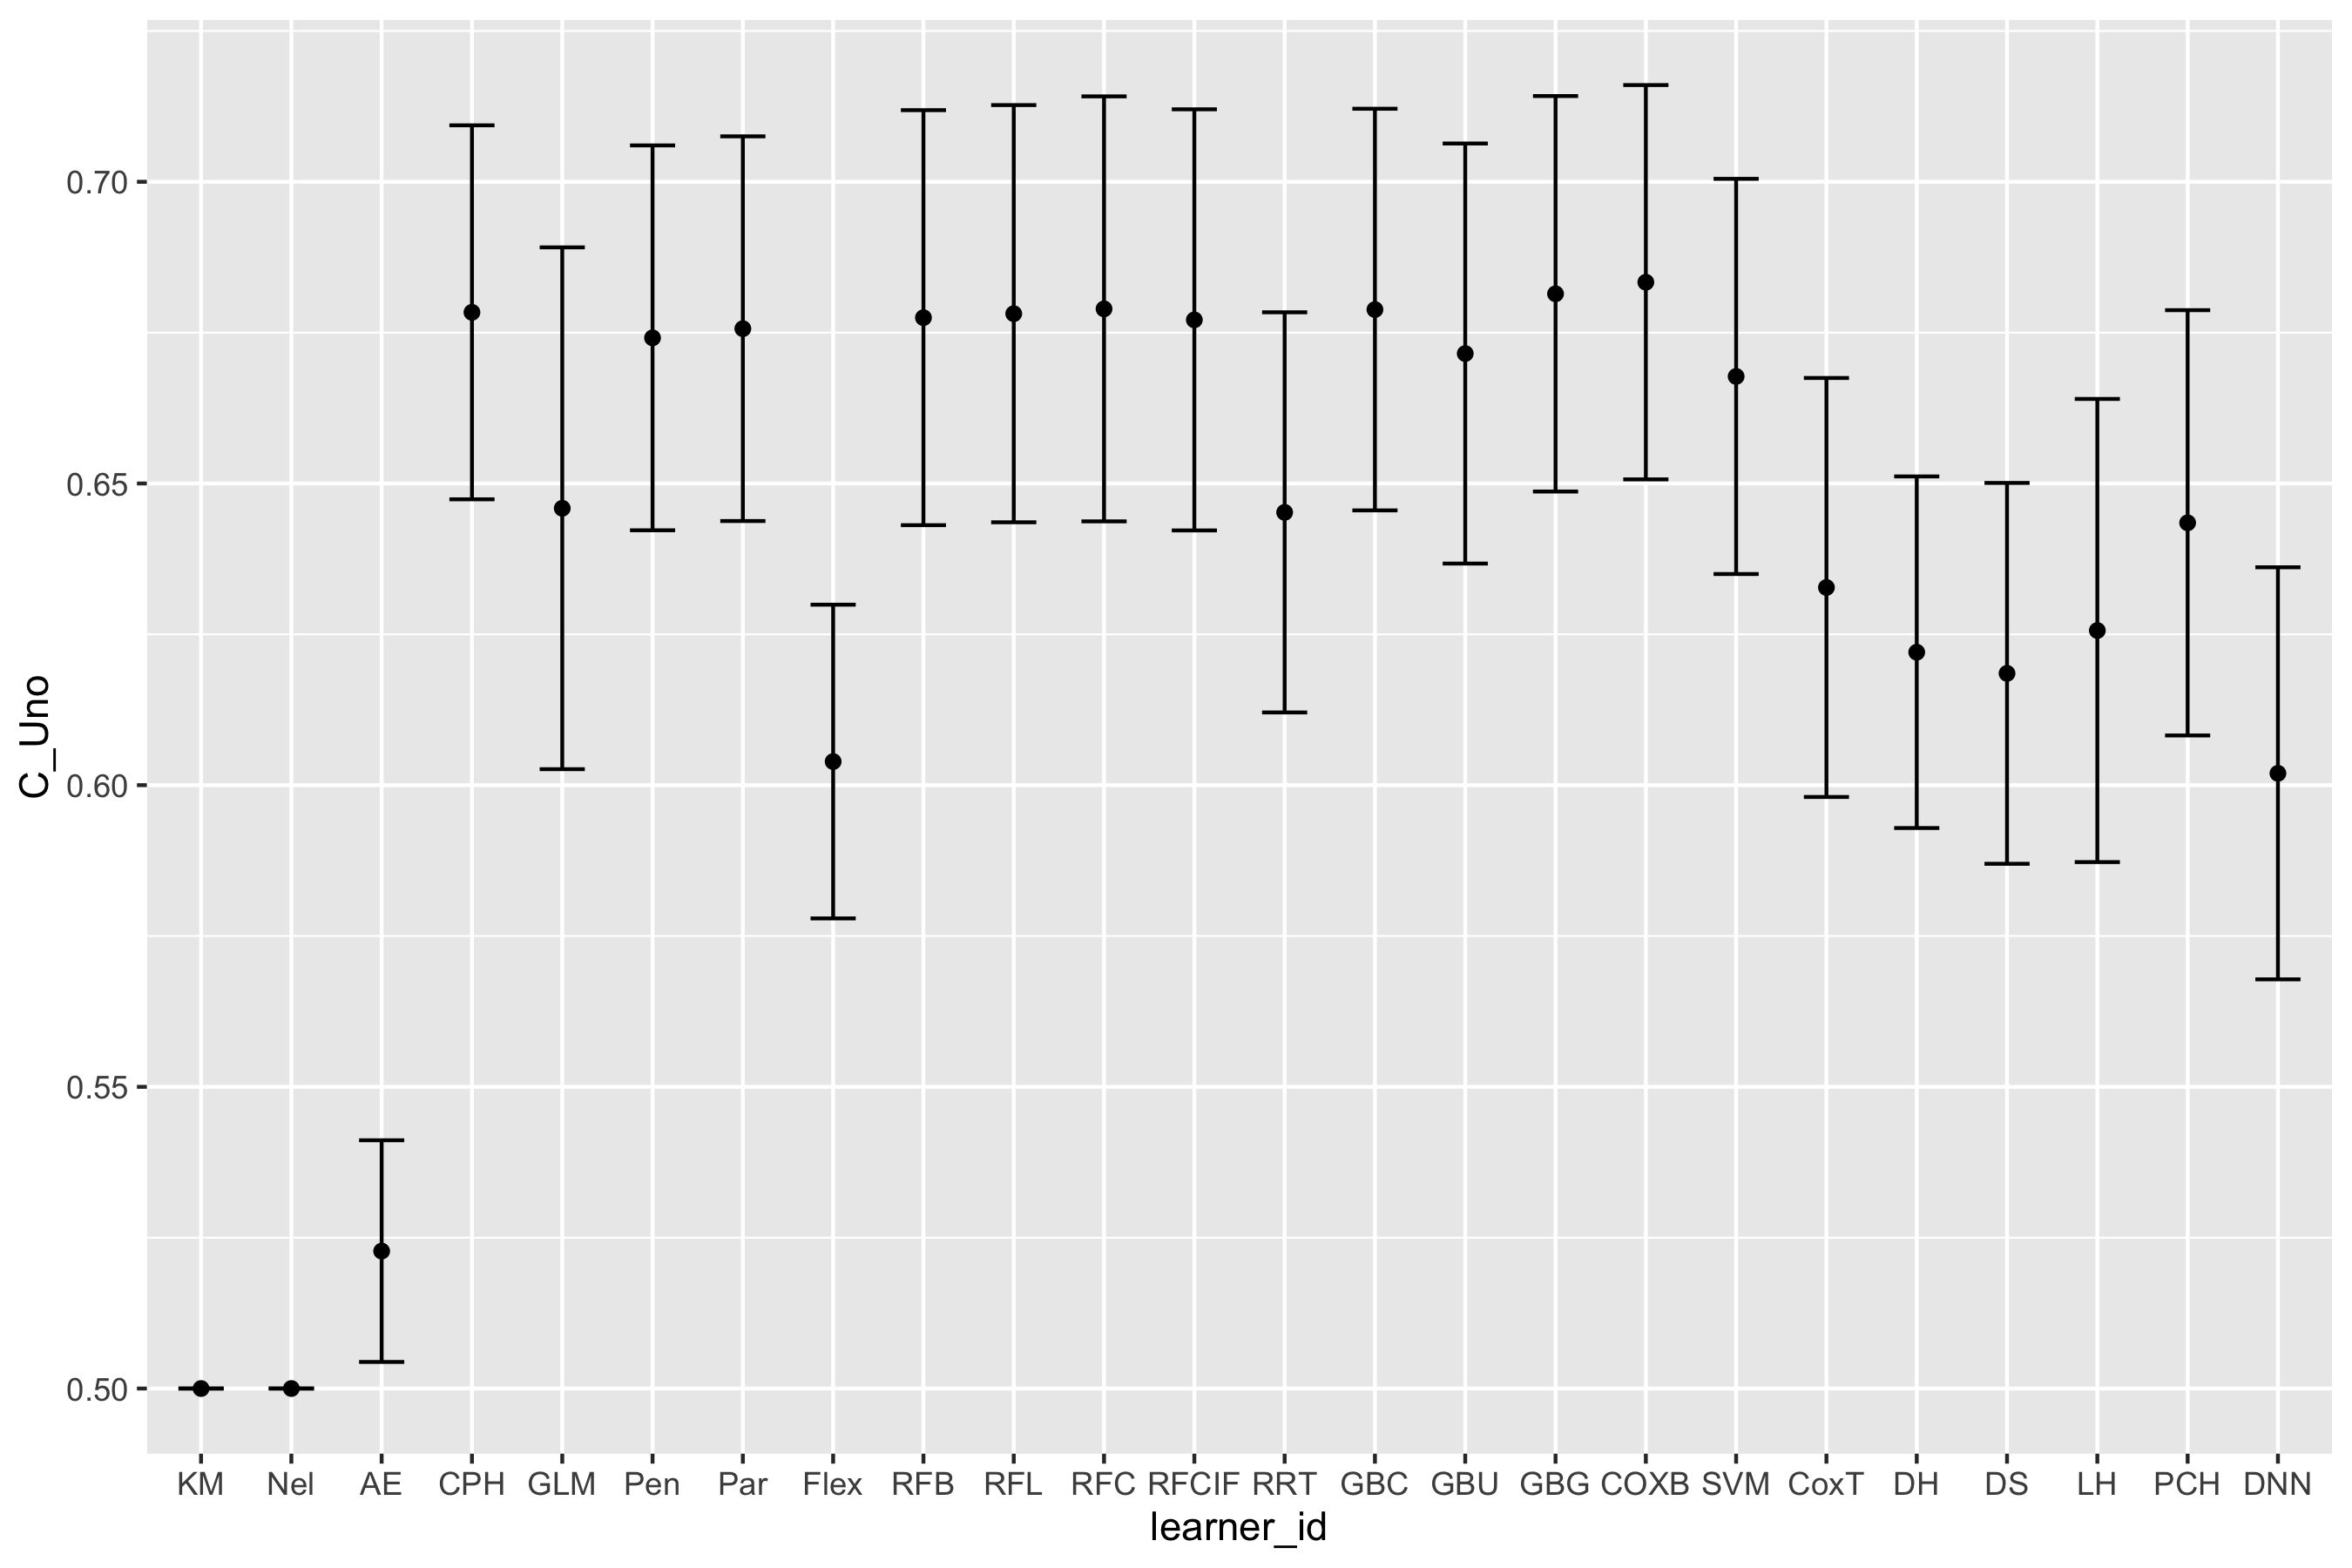 C_Uno
0.70
0.65
0.60
0.55
0.50
KM Nel AE CPH GLM Pen Par Flex RFB RFL RFC RFCIF RRT GBC GBU GBG COXB SVM CoxT DH DS LH PCH DNN
learner_id